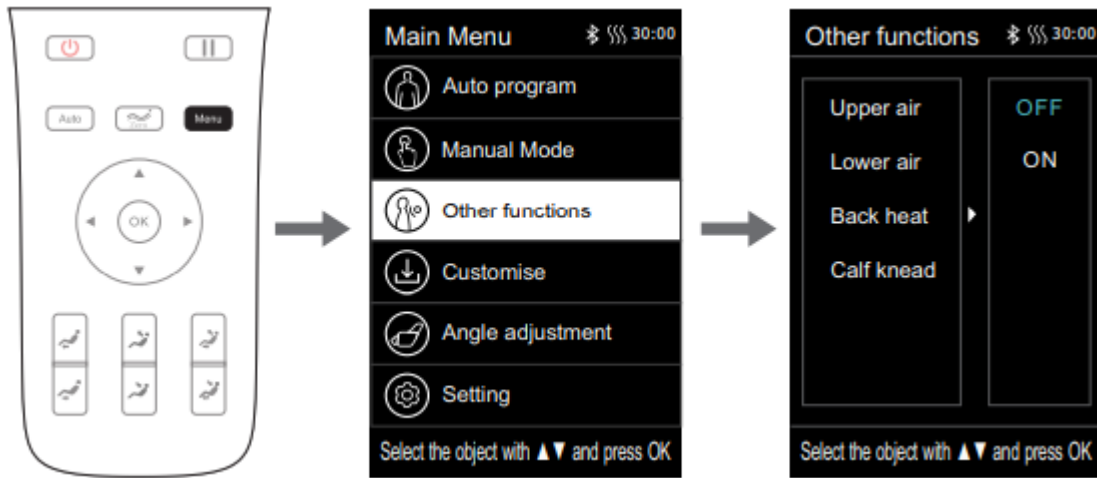 Auto
Menu
OK
Main Menu 30:00
Auto program
Manual Mode
Other functions
Customise
Angle adjustment
Setting
Select the object with ▲▼ and press OK
Other functions 30:00
Upper air
Lower air
Back heat
Calf knead
OFF
ON
Select the object with ▲▼ and press OK